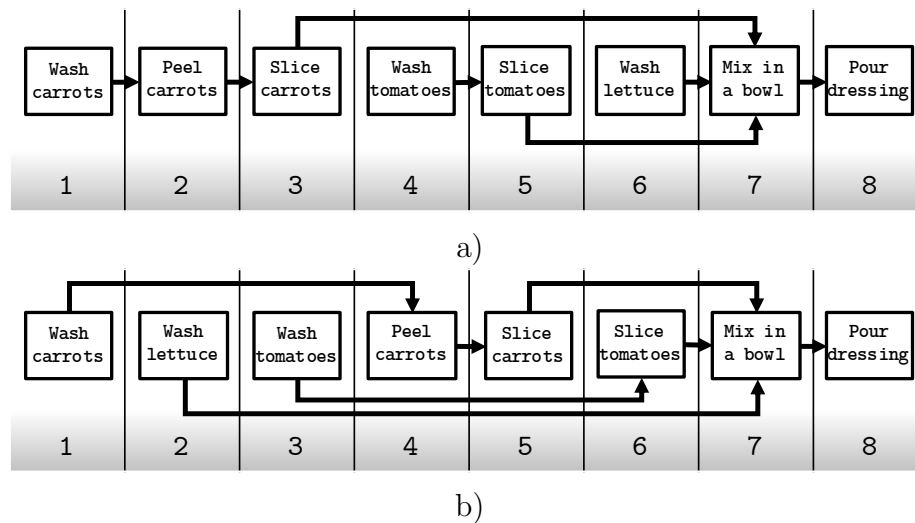 Wash carrots
Peel carrots
Slice carrots
Wash tomatoes
Slice tomatoes
Wash lettuce
Mix in a bowl
Pour dressing
1 2 3 4 5 6 7 8
a)
Wash carrots
Wash lettuce
Wash tomatoes
Peel carrots
Slice carrots
Slice tomatoes
Mix in a bowl
Pour dressing
1 2 3 4 5 6 7 8
b)